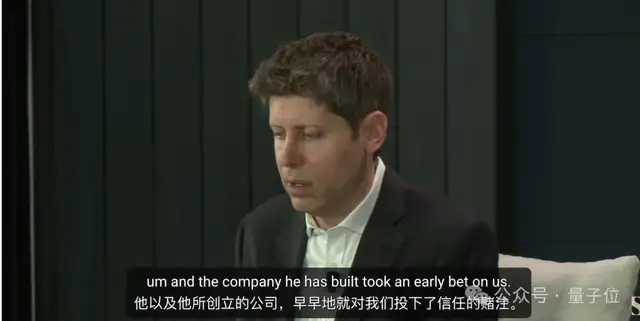 um and the company he has built took an early bet on us.
他以及他所创立的公司，早早地就对我们投下了信任的赌注。
公众号·量子位
S